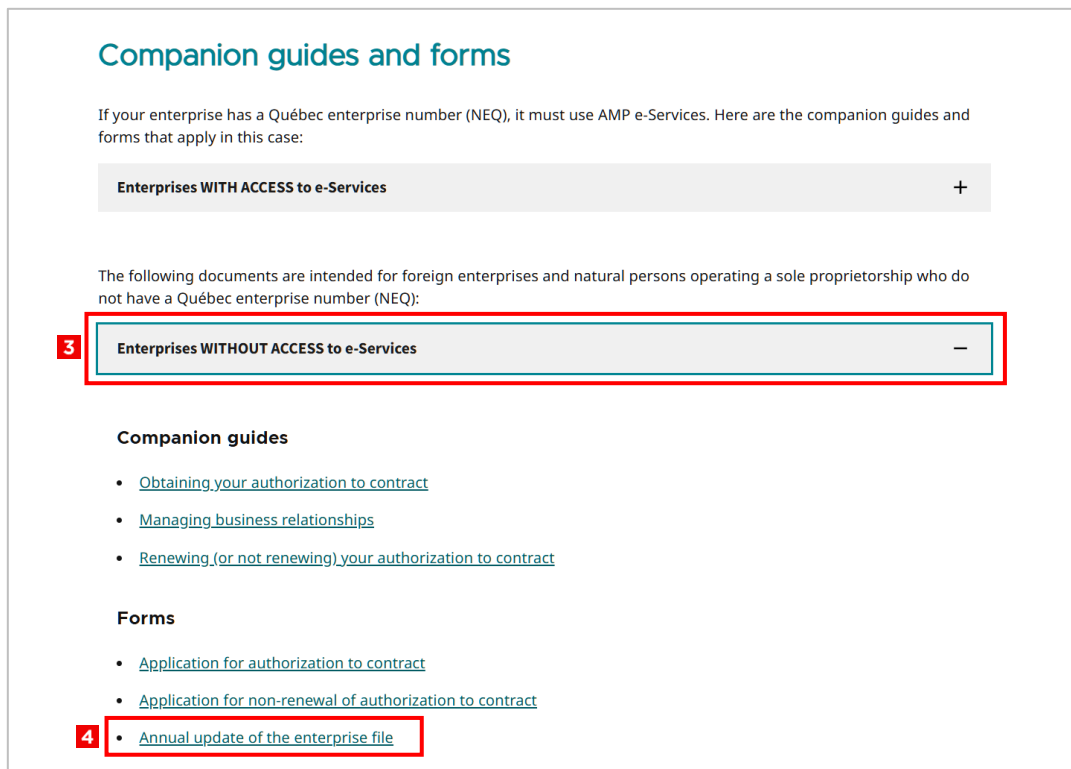 Companion guides and forms
If your enterprise has a Québec enterprise number (NEQ), it must use AMP e-Services. Here are the companion guides and
forms that apply in this case:
Enterprises WITH ACCESS to e-Services +
The following documents are intended for foreign enterprises and natural persons operating a sole proprietorship who do
not have a Québec enterprise number (NEQ):
3 Enterprises WITHOUT ACCESS to e-Services −
Companion guides
• Obtaining your authorization to contract
• Managing business relationships
• Renewing (or not renewing) your authorization to contract
Forms
• Application for authorization to contract
• Application for non-renewal of authorization to contract
4 • Annual update of the enterprise file